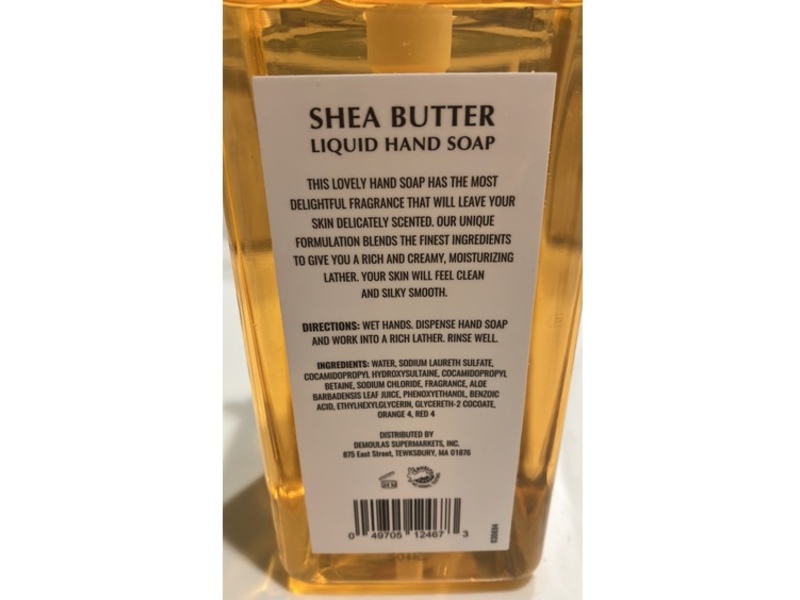 SHEA BUTTER
LIQUID HAND SOAP
THIS LOVELY HAND SOAP HAS THE MOST
DELIGHTFUL FRAGRANCE THAT WILL LEAVE YOUR
SKIN DELICATELY SCENTED. OUR UNIQUE
FORMULATION BLENDS THE FINEST INGREDIENTS
TO GIVE YOU A RICH AND CREAMY, MOISTURIZING
LATHER. YOUR SKIN WILL FEEL CLEAN
AND SILKY SMOOTH.
DIRECTIONS: WET HANDS. DISPENSE HAND SOAP
AND WORK INTO A RICH LATHER. RINSE WELL.
INGREDIENTS: WATER, SODIUM LAURETH SULFATE,
COCAMIDOPROPYL HYDROXYSULTAINE, COCAMIDOPROPYL
BETAINE, SODIUM CHLORIDE, FRAGRANCE, ALOE
BARBADENSIS LEAF JUICE, PHENOXYETHANOL, BENZOIC
ACID, ETHYLHEXYLGLYCERIN, GLYCERETH-2 COCOATE,
ORANGE 4, RED 4
DISTRIBUTED BY
DEMOULAS SUPERMARKETS, INC.
875 East Street, TEWKSBURY, MA 01876
0 49705 12467 3